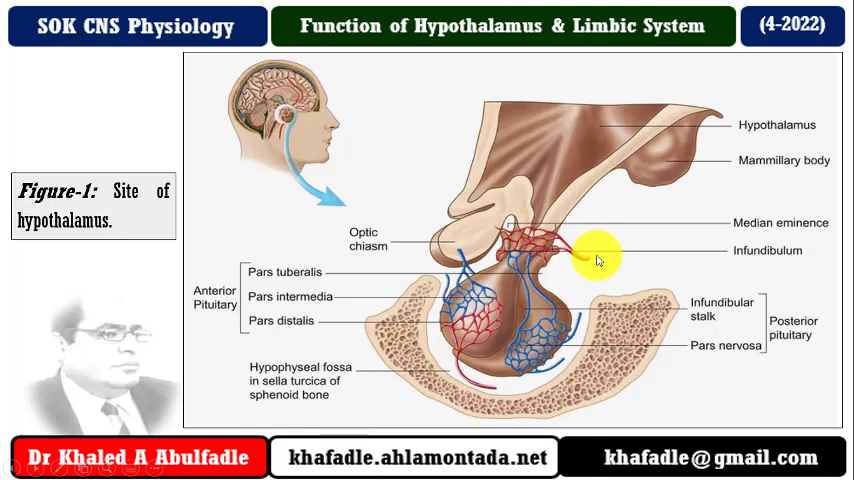 SOK CNS Physiology
Function of Hypothalamus & Limbic System
(4-2022)
Figure-1: Site of
hypothalamus.
Hypothalamus
Mammillary body
Median eminence
Infundibulum
Optic
chiasm
Pars tuberalis
Anterior
Pituitary
Pars intermedia
Pars distalis
Infundibular
stalk
Posterior
pituitary
Pars nervosa
Hypophyseal fossa
in sella turcica of
sphenoid bone
Dr Khaled A Abulfadle
khafadle.ahlamontada.net
khafadle@gmail.com